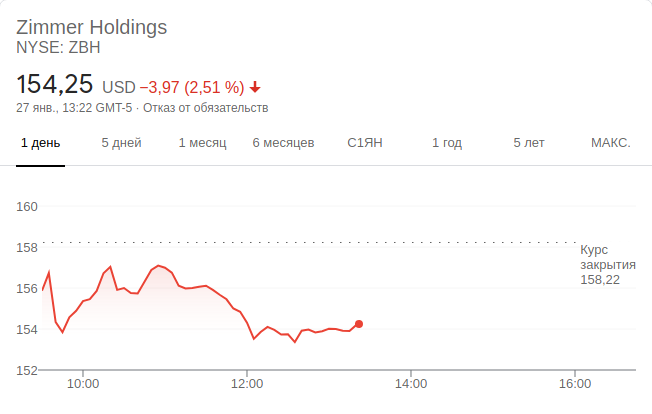 Zimmer Holdings
NYSE: ZBH
154,25 USD −3,97 (2,51 %) ↓
27 янв., 13:22 GMT-5 · Отказ от обязательств
1 день 5 дней 1 месяц 6 месяцев С1ЯН 1 год 5 лет МАКС.
160
158
Курс
закрытия
158,22
156
154
152
10:00 12:00 14:00 16:00